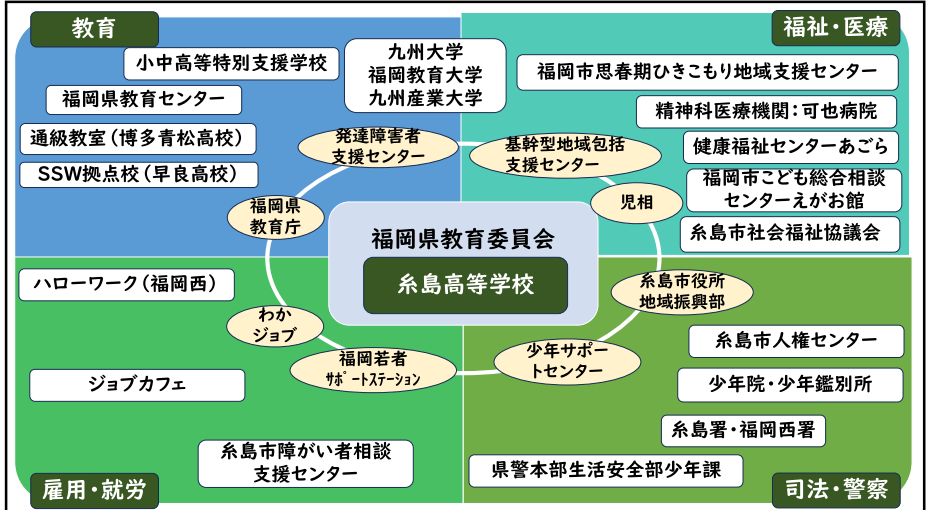 教育
小中高等特別支援学校
九州大学
福岡教育大学
九州産業大学
福岡県教育センター
通級教室（博多青松高校）
SSW拠点校（早良高校）
発達障害者
支援センター
福岡県
教育庁
福祉・医療
福岡市思春期ひきこもり地域支援センター
精神科医療機関：可也病院
基幹型地域包括
支援センター
健康福祉センターあごら
福岡市こども総合相談
センターえがお館
児相
糸島市社会福祉協議会
福岡県教育委員会
糸島高等学校
ハローワーク（福岡西）
わか
ジョブ
福岡若者
ｻﾎﾟｰﾄｽﾃｰｼｮﾝ
ジョブカフェ
糸島市障がい者相談
支援センター
雇用・就労
糸島市役所
地域振興部
少年サポー
トセンター
糸島市人権センター
少年院・少年鑑別所
糸島署・福岡西署
県警本部生活安全部少年課
司法・警察